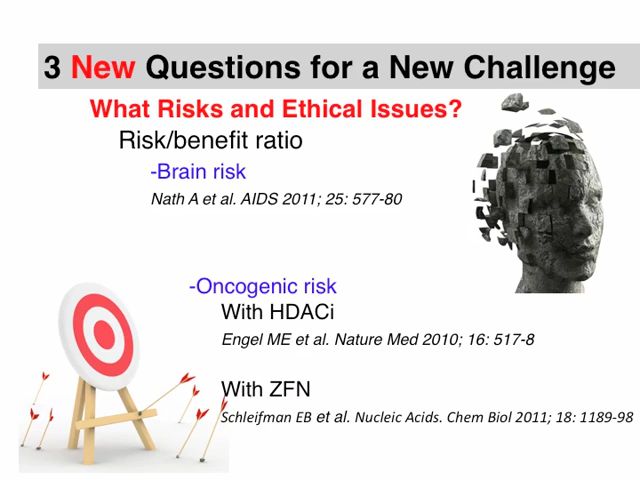 3 New Questions for a New Challenge
What Risks and Ethical Issues?
Risk/benefit ratio
-Brain risk
Nath A et al. AIDS 2011; 25: 577-80
-Oncogenic risk
With HDACi
Engel ME et al. Nature Med 2010; 16: 517-8
With ZFN
Schleifman EB et al. Nucleic Acids. Chem Biol 2011; 18: 1189-98